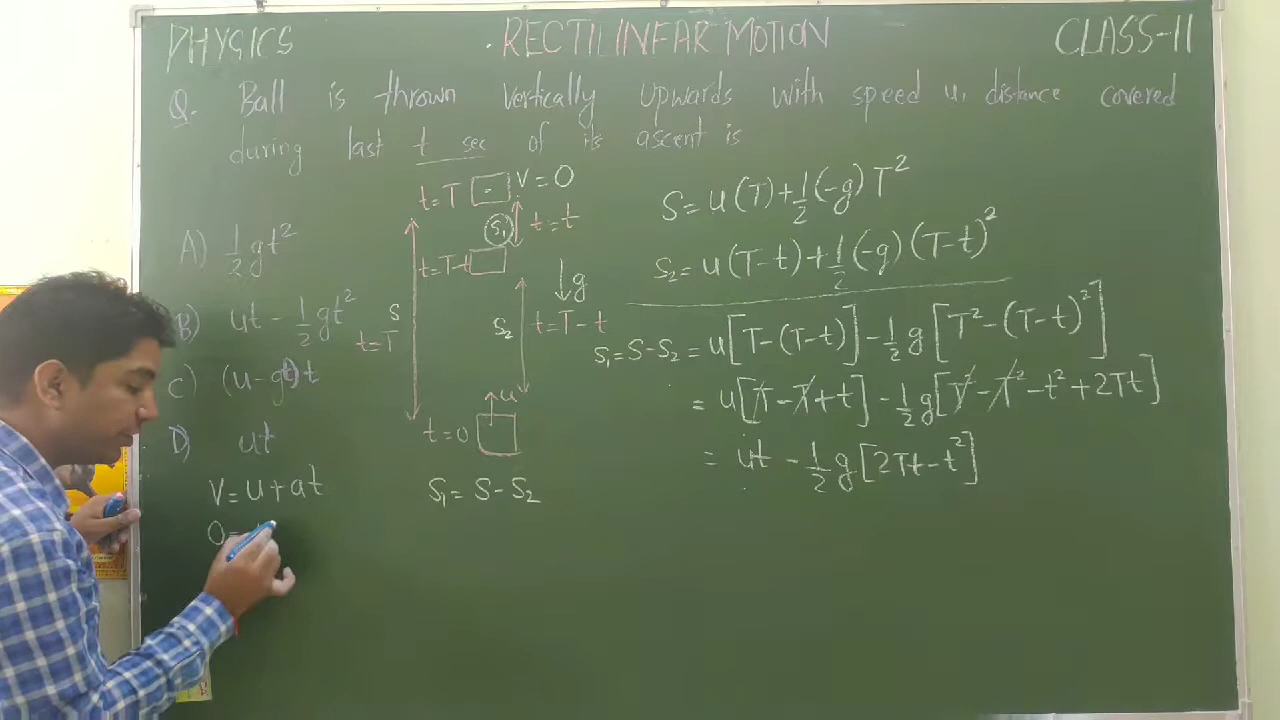 PHYSICS RECTILINEAR MOTION CLASS-11
Q. Ball is thrown vertically upwards with speed u, distance covered
during last t sec of its ascent is
A) 1/2 gt²
B) ut - 1/2 gt²
C) (u - gt) t
D) ut
V = u + at
0 =
t = T
V = 0
S₁
t = t
t = T - t
g
S
t = T
S₂
t = T - t
u
t = 0
S₁ = S - S₂
S = u(T) + 1/2 (-g) T²
S₂ = u(T - t) + 1/2 (-g) (T - t)²
S₁ = S - S₂ = u[T - (T - t)] - 1/2 g[T² - (T - t)²]
= u[T - T + t] - 1/2 g[T² - T² - t² + 2Tt]
= ut - 1/2 g[2Tt - t²]